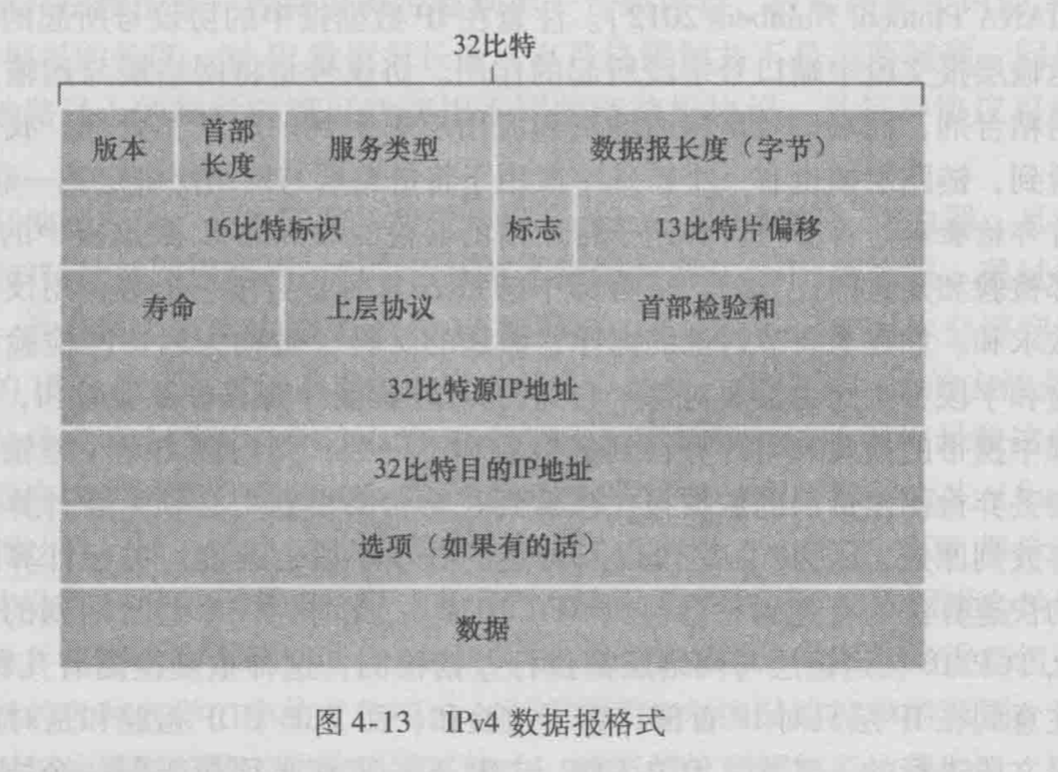 32比特
版本 首部长度 服务类型 数据报长度（字节）
16比特标识 标志 13比特片偏移
寿命 上层协议 首部检验和
32比特源IP地址
32比特目的IP地址
选项（如果有的话）
数据
图 4-13 IPv4 数据报格式